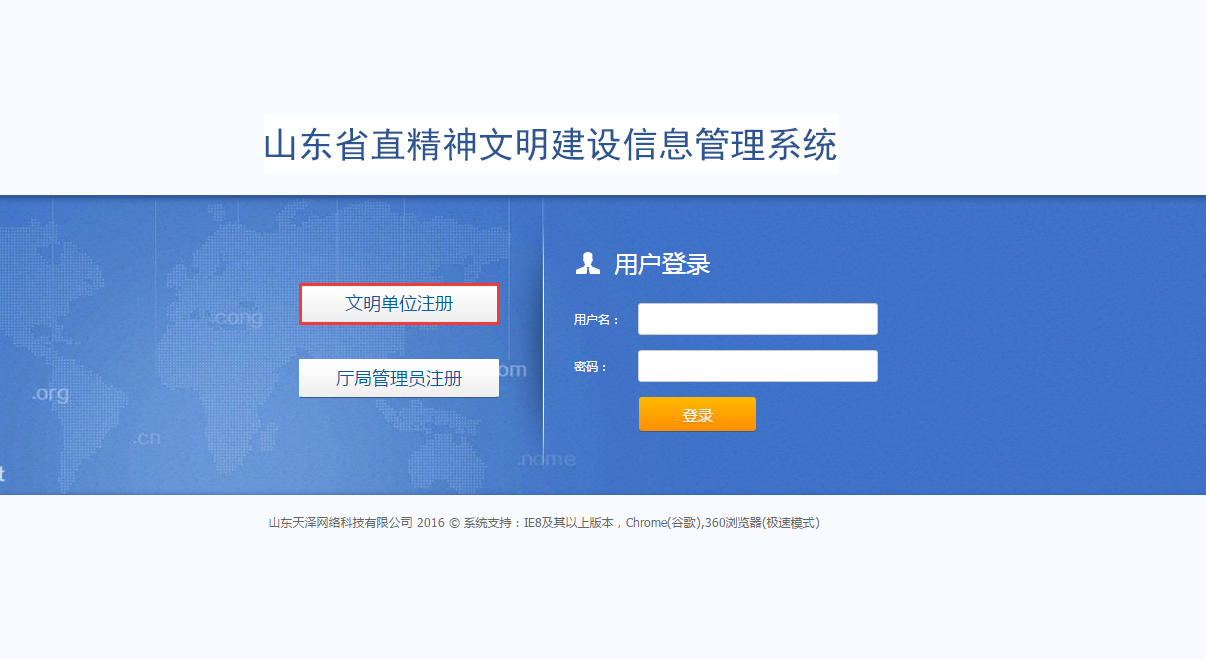 山东省直精神文明建设信息管理系统
文明单位注册
厅局管理员注册
.cong
.org
.cn
om
.nome
t
用户登录
用户名：
密码：
登录
山东天泽网络科技有限公司 2016 © 系统支持：IE8及其以上版本，Chrome(谷歌),360浏览器(极速模式)